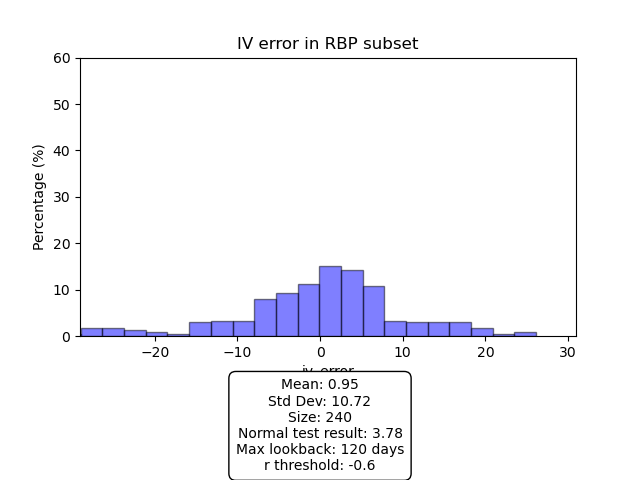 IV error in RBP subset
60
50
40
30
20
10
0
Percentage (%)
−20
−10
0
10
20
30
iv_error
Mean: 0.95
Std Dev: 10.72
Size: 240
Normal test result: 3.78
Max lookback: 120 days
r threshold: -0.6